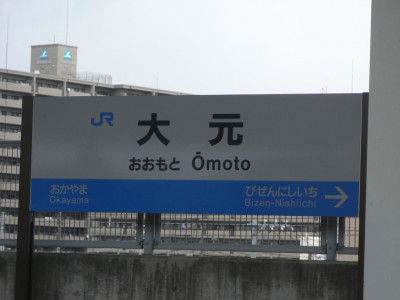 JR
大元
おおもと Ōmoto
おかやま びぜんにしいち
Okayama Bizen-Nishiichi →